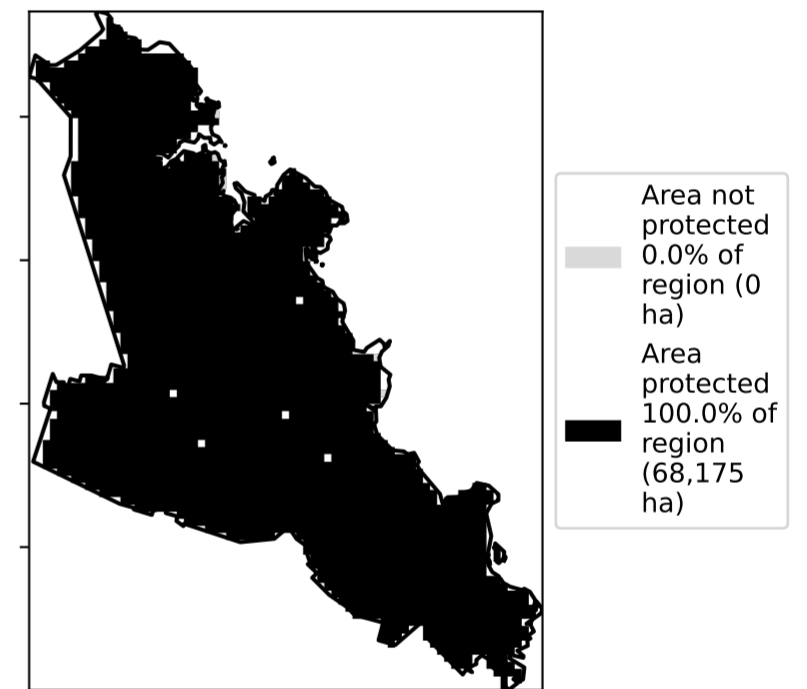 Area not
protected
0.0% of
region (0
ha)
Area
protected
100.0% of
region
(68,175
ha)